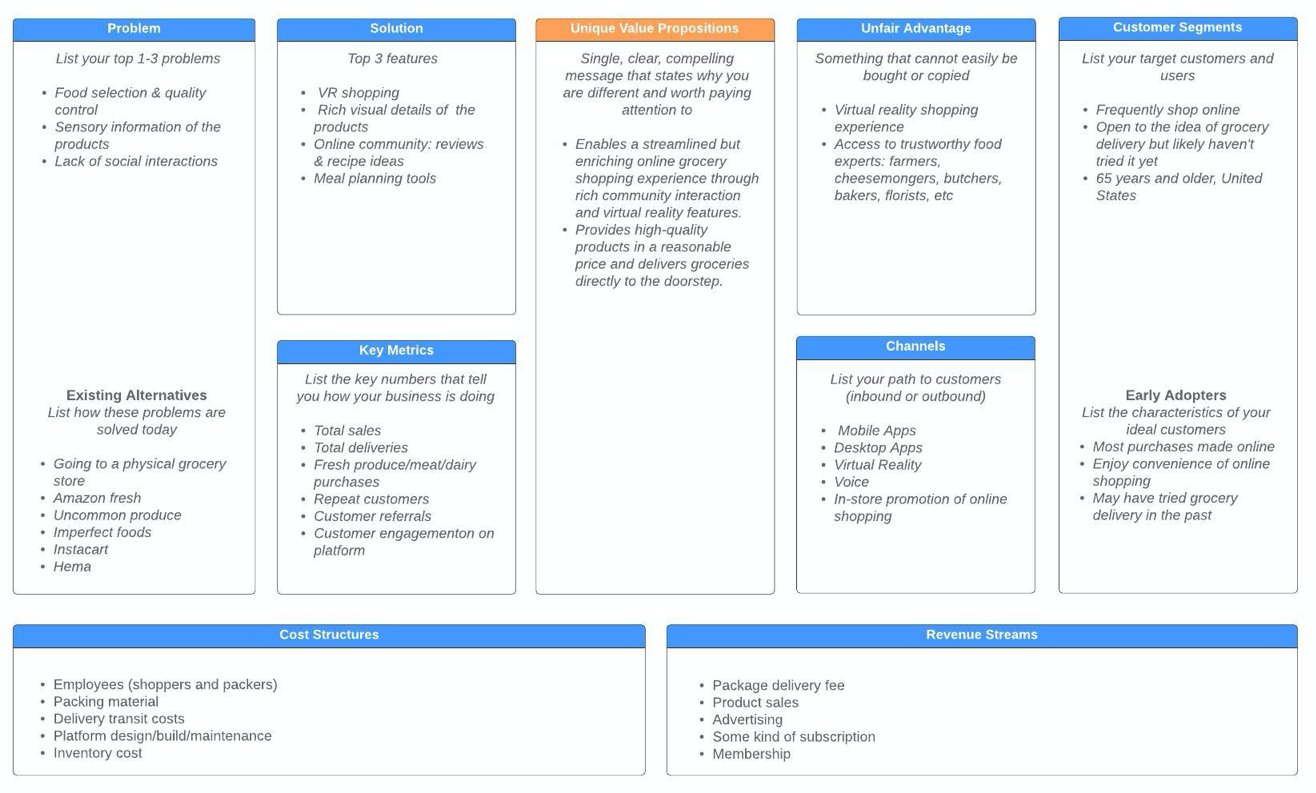 Problem
List your top 1-3 problems
• Food selection & quality
control
• Sensory information of the
products
• Lack of social interactions
Existing Alternatives
List how these problems are
solved today
• Going to a physical grocery
store
• Amazon fresh
• Uncommon produce
• Imperfect foods
• Instacart
• Hema
Solution
Top 3 features
• VR shopping
• Rich visual details of the
products
• Online community: reviews
& recipe ideas
• Meal planning tools
Key Metrics
List the key numbers that tell
you how your business is doing
• Total sales
• Total deliveries
• Fresh produce/meat/dairy
purchases
• Repeat customers
• Customer referrals
• Customer engagementon on
platform
Unique Value Propositions
Single, clear, compelling
message that states why you
are different and worth paying
attention to
• Enables a streamlined but
enriching online grocery
shopping experience through
rich community interaction
and virtual reality features.
• Provides high-quality
products in a reasonable
price and delivers groceries
directly to the doorstep.
Unfair Advantage
Something that cannot easily be
bought or copied
• Virtual reality shopping
experience
• Access to trustworthy food
experts: farmers,
cheesemongers, butchers,
bakers, florists, etc
Channels
List your path to customers
(inbound or outbound)
• Mobile Apps
• Desktop Apps
• Virtual Reality
• Voice
• In-store promotion of online
shopping
Customer Segments
List your target customers and
users
• Frequently shop online
• Open to the idea of grocery
delivery but likely haven't
tried it yet
• 65 years and older, United
States
Early Adopters
List the characteristics of your
ideal customers
• Most purchases made online
• Enjoy convenience of online
shopping
• May have tried grocery
delivery in the past
Cost Structures
• Employees (shoppers and packers)
• Packing material
• Delivery transit costs
• Platform design/build/maintenance
• Inventory cost
Revenue Streams
• Package delivery fee
• Product sales
• Advertising
• Some kind of subscription
• Membership